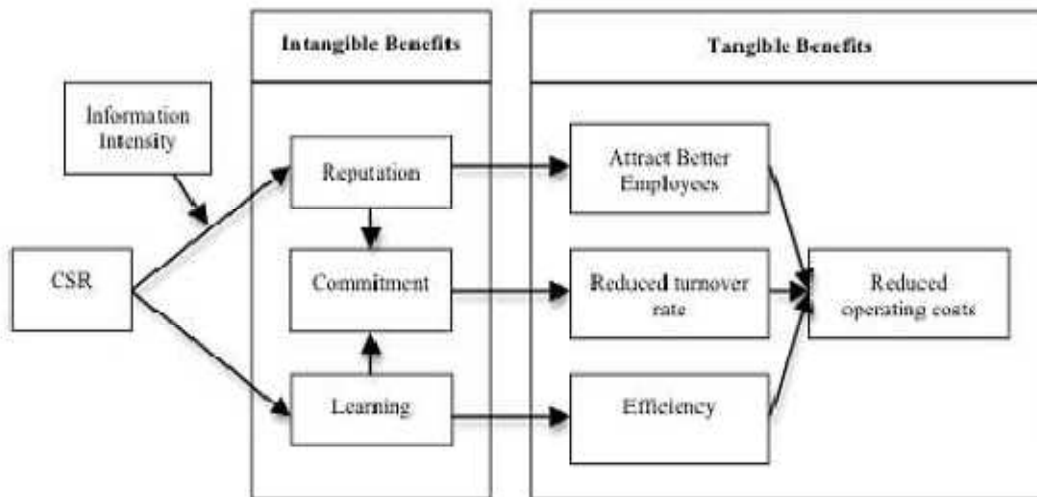 Intangible Benefits
Tangible Benefits
Information
Intensity
Reputation
Attract Better
Employees
CSR
Commitment
Reduced turnover
rate
Reduced
operating costs
Learning
Efficiency